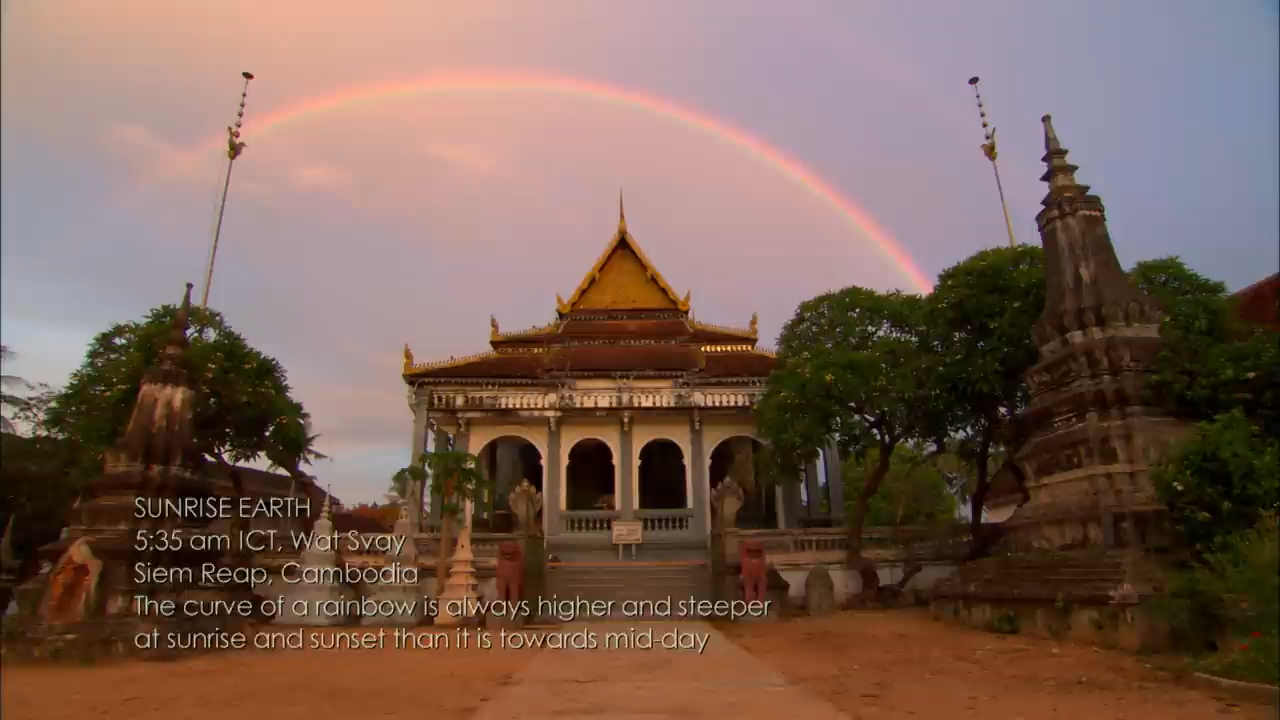 SUNRISE EARTH
5:35 am ICT, Wat Svay
Siem Reap, Cambodia
The curve of a rainbow is always higher and steeper
at sunrise and sunset than it is towards mid-day